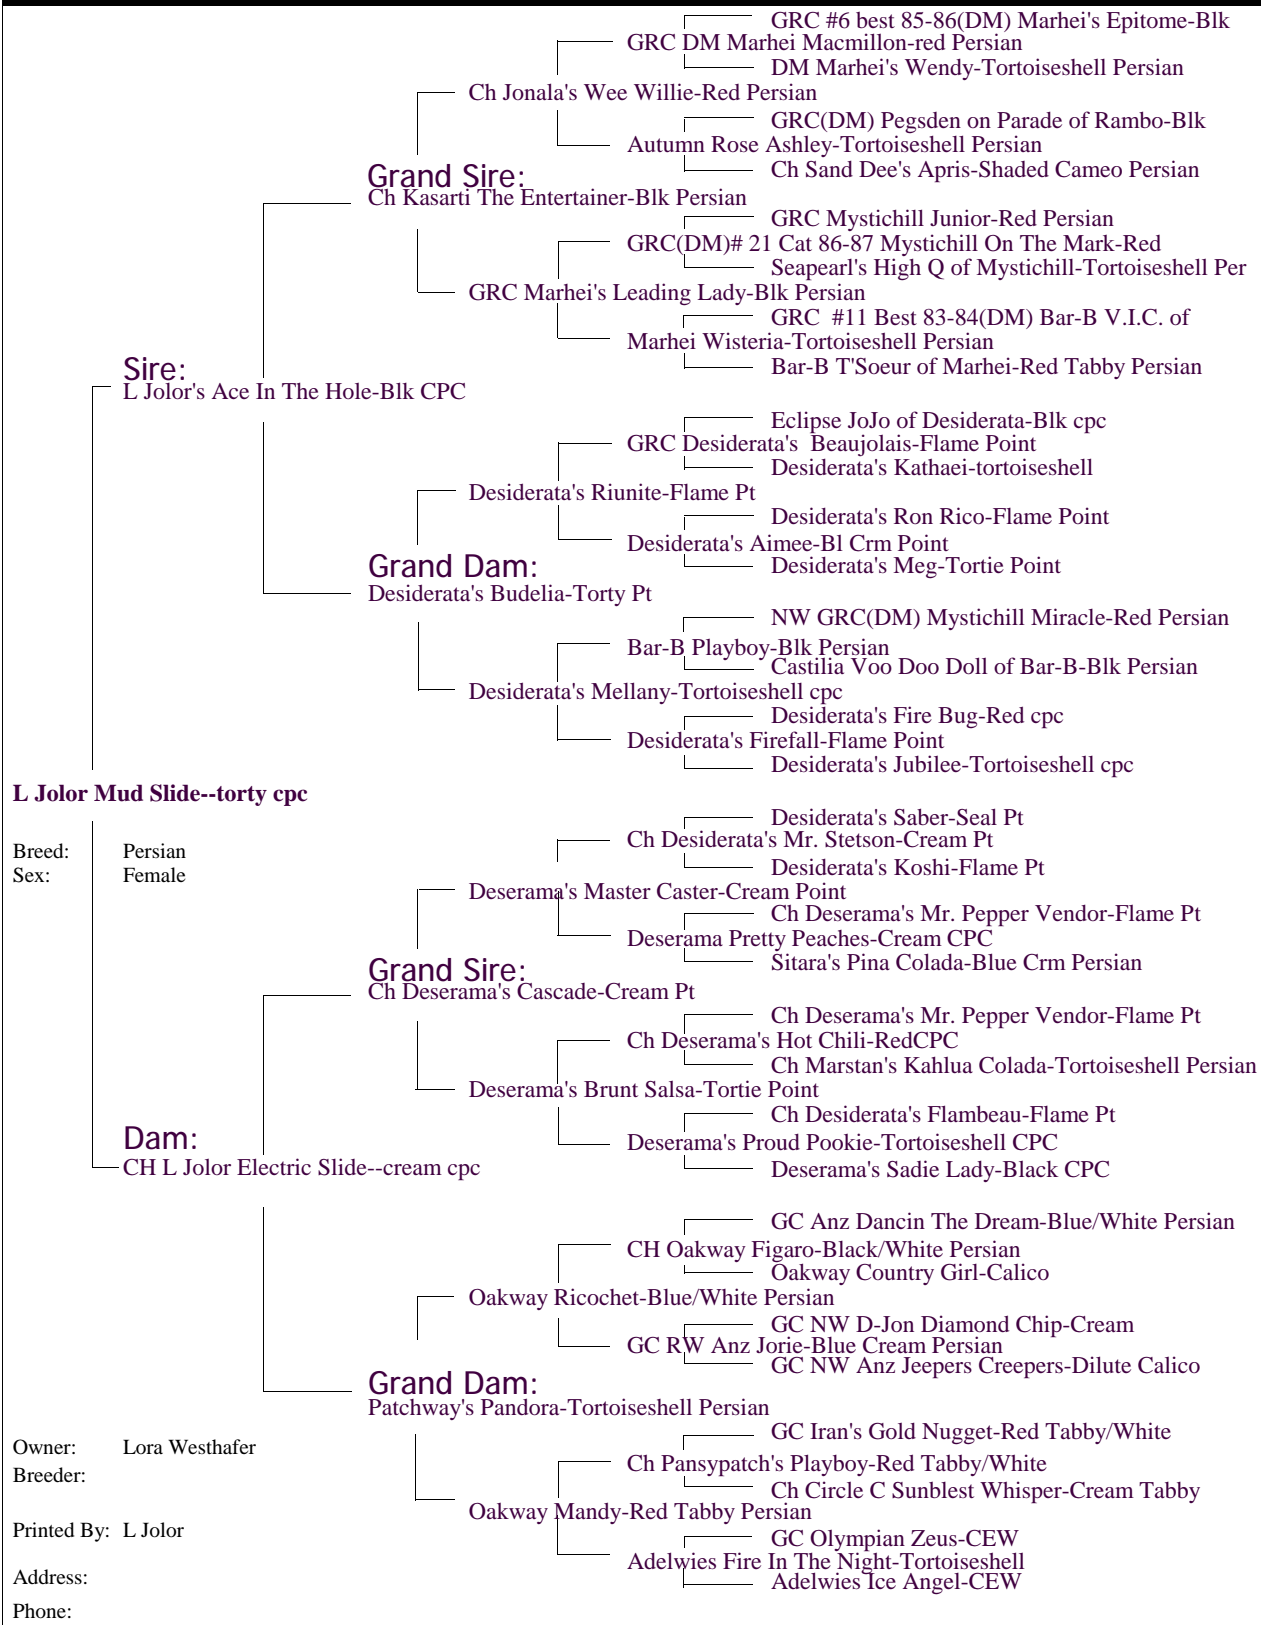 GRC #6 best 85-86(DM) Marhei's Epitome-Blk
GRC DM Marhei Macmillon-red Persian
DM Marhei's Wendy-Tortoiseshell Persian
Ch Jonala's Wee Willie-Red Persian
GRC(DM) Pegsden on Parade of Rambo-Blk
Autumn Rose Ashley-Tortoiseshell Persian
Ch Sand Dee's Apris-Shaded Cameo Persian
Grand Sire:
Ch Kasarti The Entertainer-Blk Persian
GRC Mystichill Junior-Red Persian
GRC(DM)# 21 Cat 86-87 Mystichill On The Mark-Red
Seapearl's High Q of Mystichill-Tortoiseshell Per
GRC Marhei's Leading Lady-Blk Persian
GRC  #11 Best 83-84(DM) Bar-B V.I.C. of
Marhei Wisteria-Tortoiseshell Persian
Bar-B T'Soeur of Marhei-Red Tabby Persian
Sire:
L Jolor's Ace In The Hole-Blk CPC
Eclipse JoJo of Desiderata-Blk cpc
GRC Desiderata's  Beaujolais-Flame Point
Desiderata's Kathaei-tortoiseshell
Desiderata's Riunite-Flame Pt
Desiderata's Ron Rico-Flame Point
Desiderata's Aimee-Bl Crm Point
Desiderata's Meg-Tortie Point
Grand Dam:
Desiderata's Budelia-Torty Pt
NW GRC(DM) Mystichill Miracle-Red Persian
Bar-B Playboy-Blk Persian
Castilia Voo Doo Doll of Bar-B-Blk Persian
Desiderata's Mellany-Tortoiseshell cpc
Desiderata's Fire Bug-Red cpc
Desiderata's Firefall-Flame Point
Desiderata's Jubilee-Tortoiseshell cpc
L Jolor Mud Slide--torty cpc
Desiderata's Saber-Seal Pt
Ch Desiderata's Mr. Stetson-Cream Pt
Breed: Persian
Desiderata's Koshi-Flame Pt
Sex: Female
Deserama's Master Caster-Cream Point
Ch Deserama's Mr. Pepper Vendor-Flame Pt
Deserama Pretty Peaches-Cream CPC
Sitara's Pina Colada-Blue Crm Persian
Grand Sire:
Ch Deserama's Cascade-Cream Pt
Ch Deserama's Mr. Pepper Vendor-Flame Pt
Ch Deserama's Hot Chili-RedCPC
Ch Marstan's Kahlua Colada-Tortoiseshell Persian
Deserama's Brunt Salsa-Tortie Point
Ch Desiderata's Flambeau-Flame Pt
Deserama's Proud Pookie-Tortoiseshell CPC
Deserama's Sadie Lady-Black CPC
Dam:
CH L Jolor Electric Slide--cream cpc
GC Anz Dancin The Dream-Blue/White Persian
CH Oakway Figaro-Black/White Persian
Oakway Country Girl-Calico
Oakway Ricochet-Blue/White Persian
GC NW D-Jon Diamond Chip-Cream
GC RW Anz Jorie-Blue Cream Persian
GC NW Anz Jeepers Creepers-Dilute Calico
Grand Dam:
Patchway's Pandora-Tortoiseshell Persian
GC Iran's Gold Nugget-Red Tabby/White
Owner: Lora Westhafer
Ch Pansypatch's Playboy-Red Tabby/White
Breeder:
Ch Circle C Sunblest Whisper-Cream Tabby
Oakway Mandy-Red Tabby Persian
Printed By: L Jolor
GC Olympian Zeus-CEW
Adelwies Fire In The Night-Tortoiseshell
Adelwies Ice Angel-CEW
Address:
Phone: